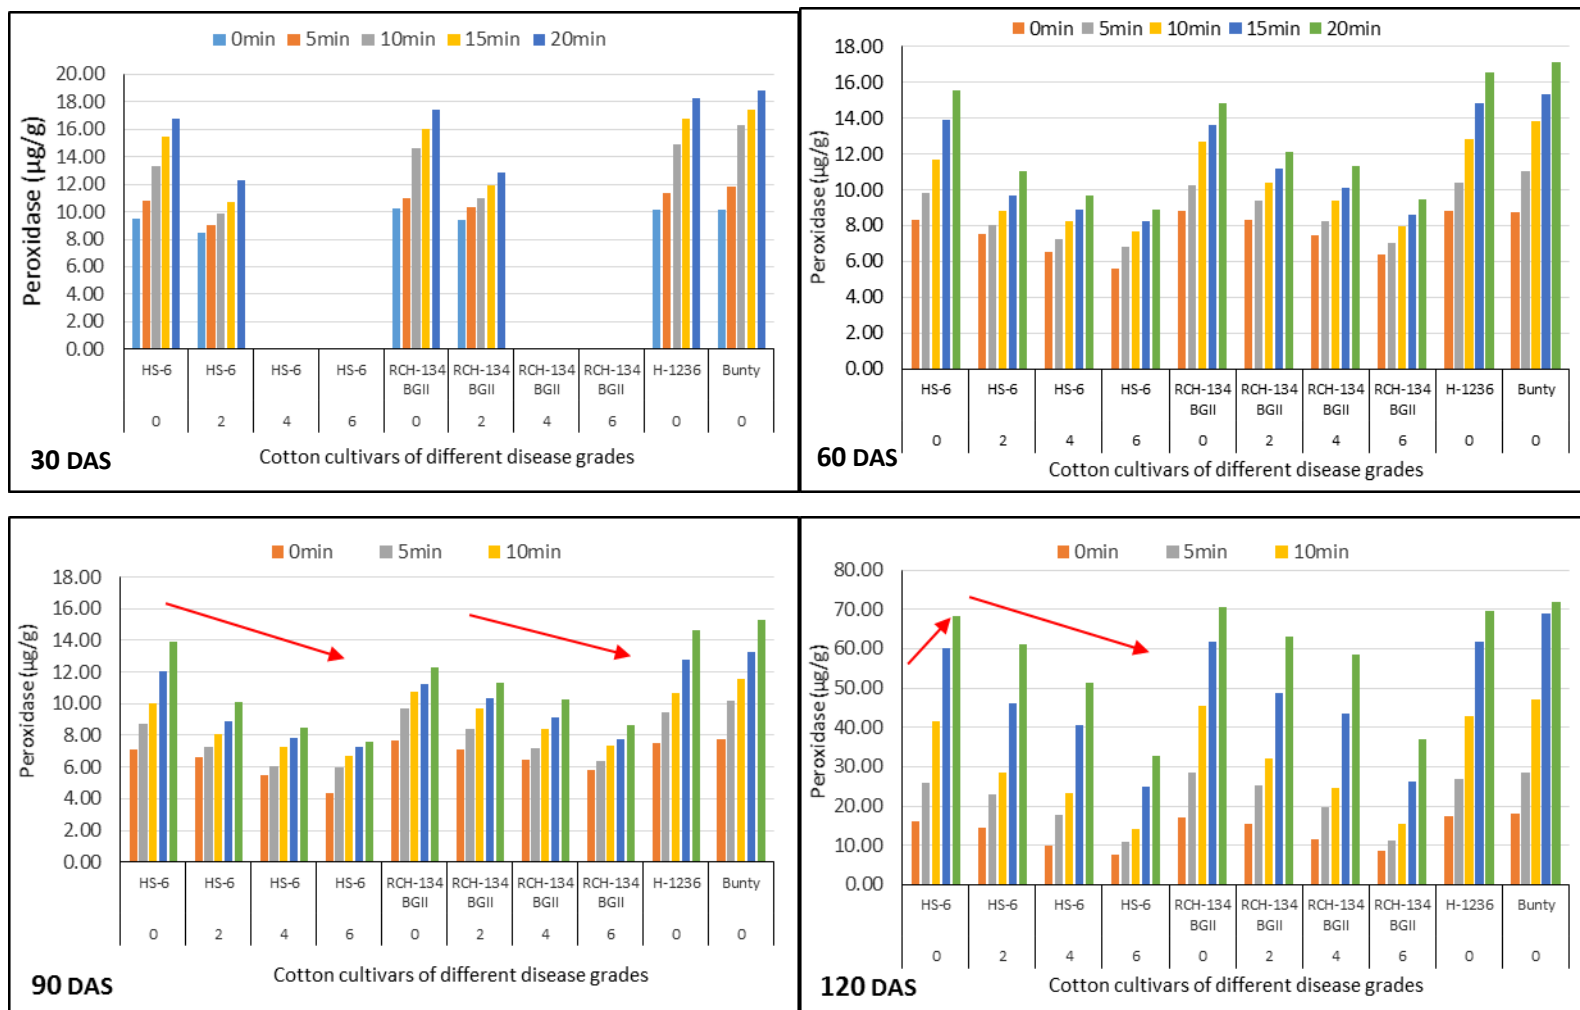 0min 5min 10min 15min 20min
Peroxidase (µg/g)
20.00
18.00
16.00
14.00
12.00
10.00
8.00
6.00
4.00
2.00
0.00
HS-6 HS-6 HS-6 HS-6 RCH-134 BGII RCH-134 BGII RCH-134 BGII RCH-134 BGII H-1236 Bunty
0 2 4 6 0 2 4 6 0 0
Cotton cultivars of different disease grades
30 DAS
0min 5min 10min 15min 20min
Peroxidase (µg/g)
18.00
16.00
14.00
12.00
10.00
8.00
6.00
4.00
2.00
0.00
HS-6 HS-6 HS-6 HS-6 RCH-134 BGII RCH-134 BGII RCH-134 BGII RCH-134 BGII H-1236 Bunty
0 2 4 6 0 2 4 6 0 0
Cotton cultivars of different disease grades
60 DAS
0min 5min 10min
Peroxidase (µg/g)
18.00
16.00
14.00
12.00
10.00
8.00
6.00
4.00
2.00
0.00
HS-6 HS-6 HS-6 HS-6 RCH-134 BGII RCH-134 BGII RCH-134 BGII RCH-134 BGII H-1236 Bunty
0 2 4 6 0 2 4 6 0 0
Cotton cultivars of different disease grades
90 DAS
0min 5min 10min
Peroxidase (µg/g)
80.00
70.00
60.00
50.00
40.00
30.00
20.00
10.00
0.00
HS-6 HS-6 HS-6 HS-6 RCH-134 BGII RCH-134 BGII RCH-134 BGII RCH-134 BGII H-1236 Bunty
0 2 4 6 0 2 4 6 0 0
Cotton cultivars of different disease grades
120 DAS